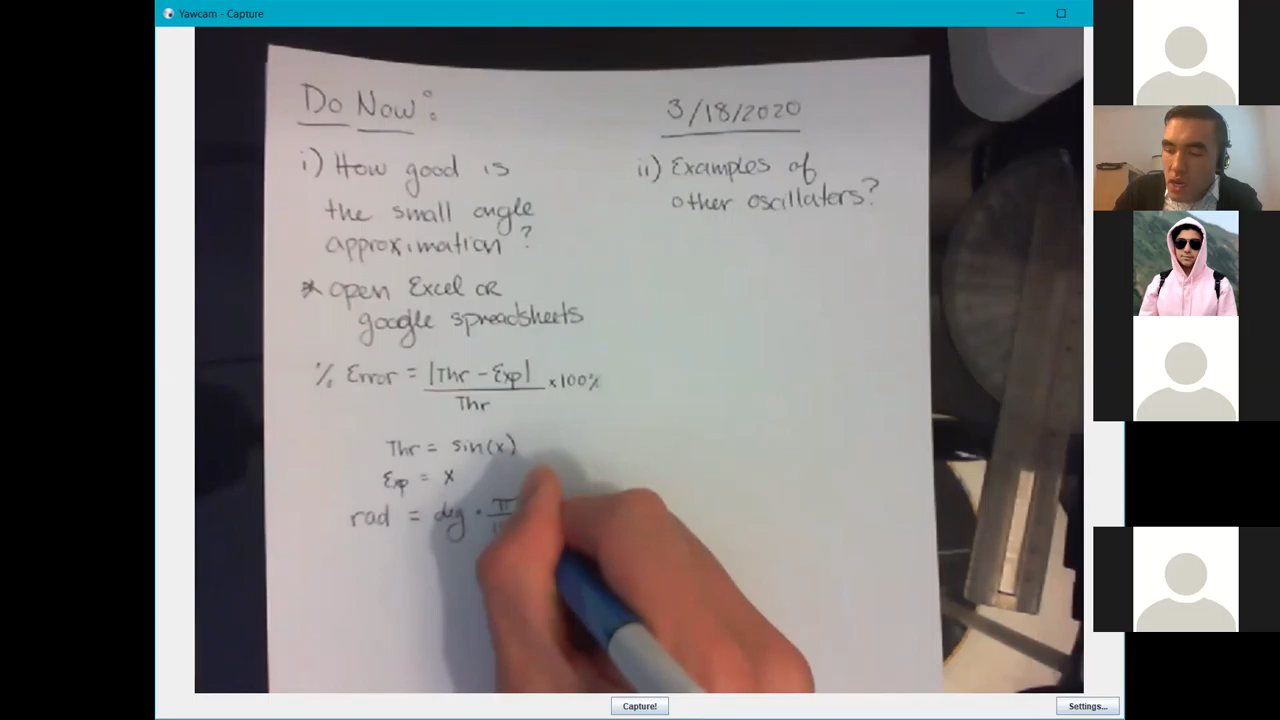 Yawcam - Capture
Do Now:
3/18/2020
i) How good is
the small angle
approximation?
ii) Examples of
other oscillators?
* open Excel OR
google spreadsheets
% Error = |Thr - Exp| / Thr ×100%
Thr = sin(x)
Exp = x
rad = deg · π
Capture!
Settings...